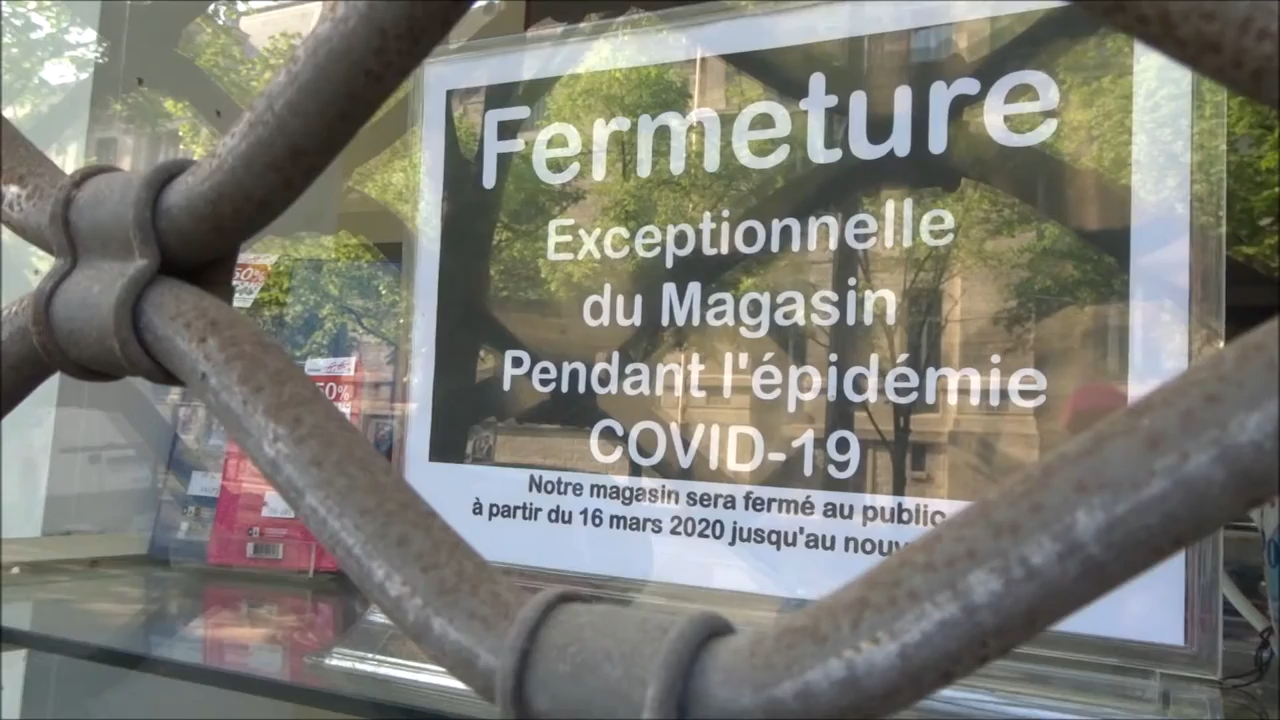 Fermeture
Exceptionnelle
du Magasin
Pendant l'épidémie
COVID-19
Notre magasin sera fermé au public
à partir du 16 mars 2020 jusqu'au
50%
50%